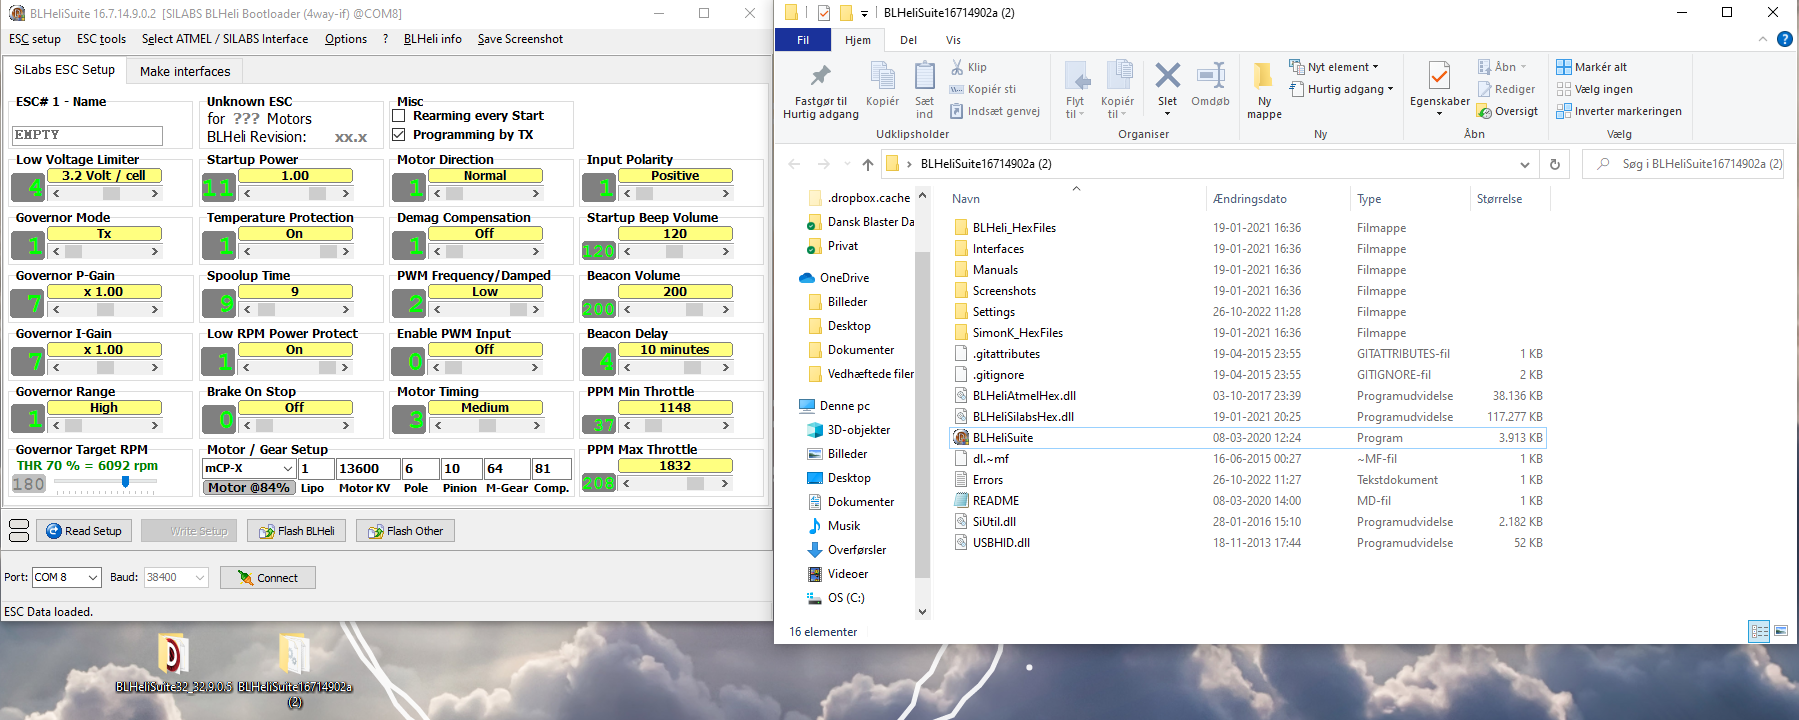 BLHeliSuite 16.7.14.9.0.2 [SILABS BLHeli Bootloader (4way-if) @COM8]
ESC setup ESC tools Select ATMEL / SILABS Interface Options ? BLHeli info Save Screenshot
SiLabs ESC Setup Make interfaces
ESC# 1 - Name
EMPTY
Unknown ESC
for ??? Motors
BLHeli Revision: xx.x
Misc
Rearming every Start
Programming by TX
Low Voltage Limiter
4 3.2 Volt / cell
Startup Power
11 1.00
Motor Direction
1 Normal
Input Polarity
1 Positive
Governor Mode
1 Tx
Temperature Protection
1 On
Demag Compensation
1 Off
Startup Beep Volume
120 120
Governor P-Gain
7 x 1.00
Spoolup Time
9 9
PWM Frequency/Damped
2 Low
Beacon Volume
200 200
Governor I-Gain
7 x 1.00
Low RPM Power Protect
1 On
Enable PWM Input
0 Off
Beacon Delay
4 10 minutes
Governor Range
1 High
Brake On Stop
0 Off
Motor Timing
3 Medium
PPM Min Throttle
37 1148
Governor Target RPM
THR 70 % = 6092 rpm
180
Motor / Gear Setup
mCP-X 1 13600 6 10 64 81
Motor @84% Lipo Motor KV Pole Pinion M-Gear Comp.
PPM Max Throttle
208 1832
Read Setup Write Setup Flash BLHeli Flash Other
Port: COM 8 Baud: 38400 Connect
ESC Data loaded.
BLHeliSuite32_32.9.0.5
BLHeliSuite16714902a
(2)
BLHeliSuite16714902a (2)
Fil Hjem Del Vis
Fastgør til
Hurtig adgang
Kopiér
Sæt
ind
Klip
Kopiér sti
Indsæt genvej
Udklipsholder
Flyt
til
Kopiér
til
Slet
Omdøb
Organiser
Ny
mappe
Nyt element
Hurtig adgang
Ny
Egenskaber
Åbn
Rediger
Oversigt
Åbn
Markér alt
Vælg ingen
Inverter markeringen
Vælg
BLHeliSuite16714902a (2)
Søg i BLHeliSuite16714902a (2)
.dropbox.cache
Dansk Blaster Da
Privat
OneDrive
Billeder
Desktop
Dokumenter
Vedhæftede filer
Denne pc
3D-objekter
Billeder
Desktop
Dokumenter
Musik
Overførsler
Videoer
OS (C:)
Navn Ændringsdato Type Størrelse
BLHeli_HexFiles 19-01-2021 16:36 Filmappe
Interfaces 19-01-2021 16:36 Filmappe
Manuals 19-01-2021 16:36 Filmappe
Screenshots 19-01-2021 16:36 Filmappe
Settings 26-10-2022 11:28 Filmappe
SimonK_HexFiles 19-01-2021 16:36 Filmappe
.gitattributes 19-04-2015 23:55 GITATTRIBUTES-fil 1 KB
.gitignore 19-04-2015 23:55 GITIGNORE-fil 2 KB
BLHeliAtmelHex.dll 03-10-2017 23:39 Programudvidelse 38.136 KB
BLHeliSilabsHex.dll 19-01-2021 20:25 Programudvidelse 117.277 KB
BLHeliSuite 08-03-2020 12:24 Program 3.913 KB
dl.~mf 16-06-2015 00:27 ~MF-fil 1 KB
Errors 26-10-2022 11:27 Tekstdokument 1 KB
README 08-03-2020 14:00 MD-fil 1 KB
SiUtil.dll 28-01-2016 15:10 Programudvidelse 2.182 KB
USBHID.dll 18-11-2013 17:44 Programudvidelse 52 KB
16 elementer